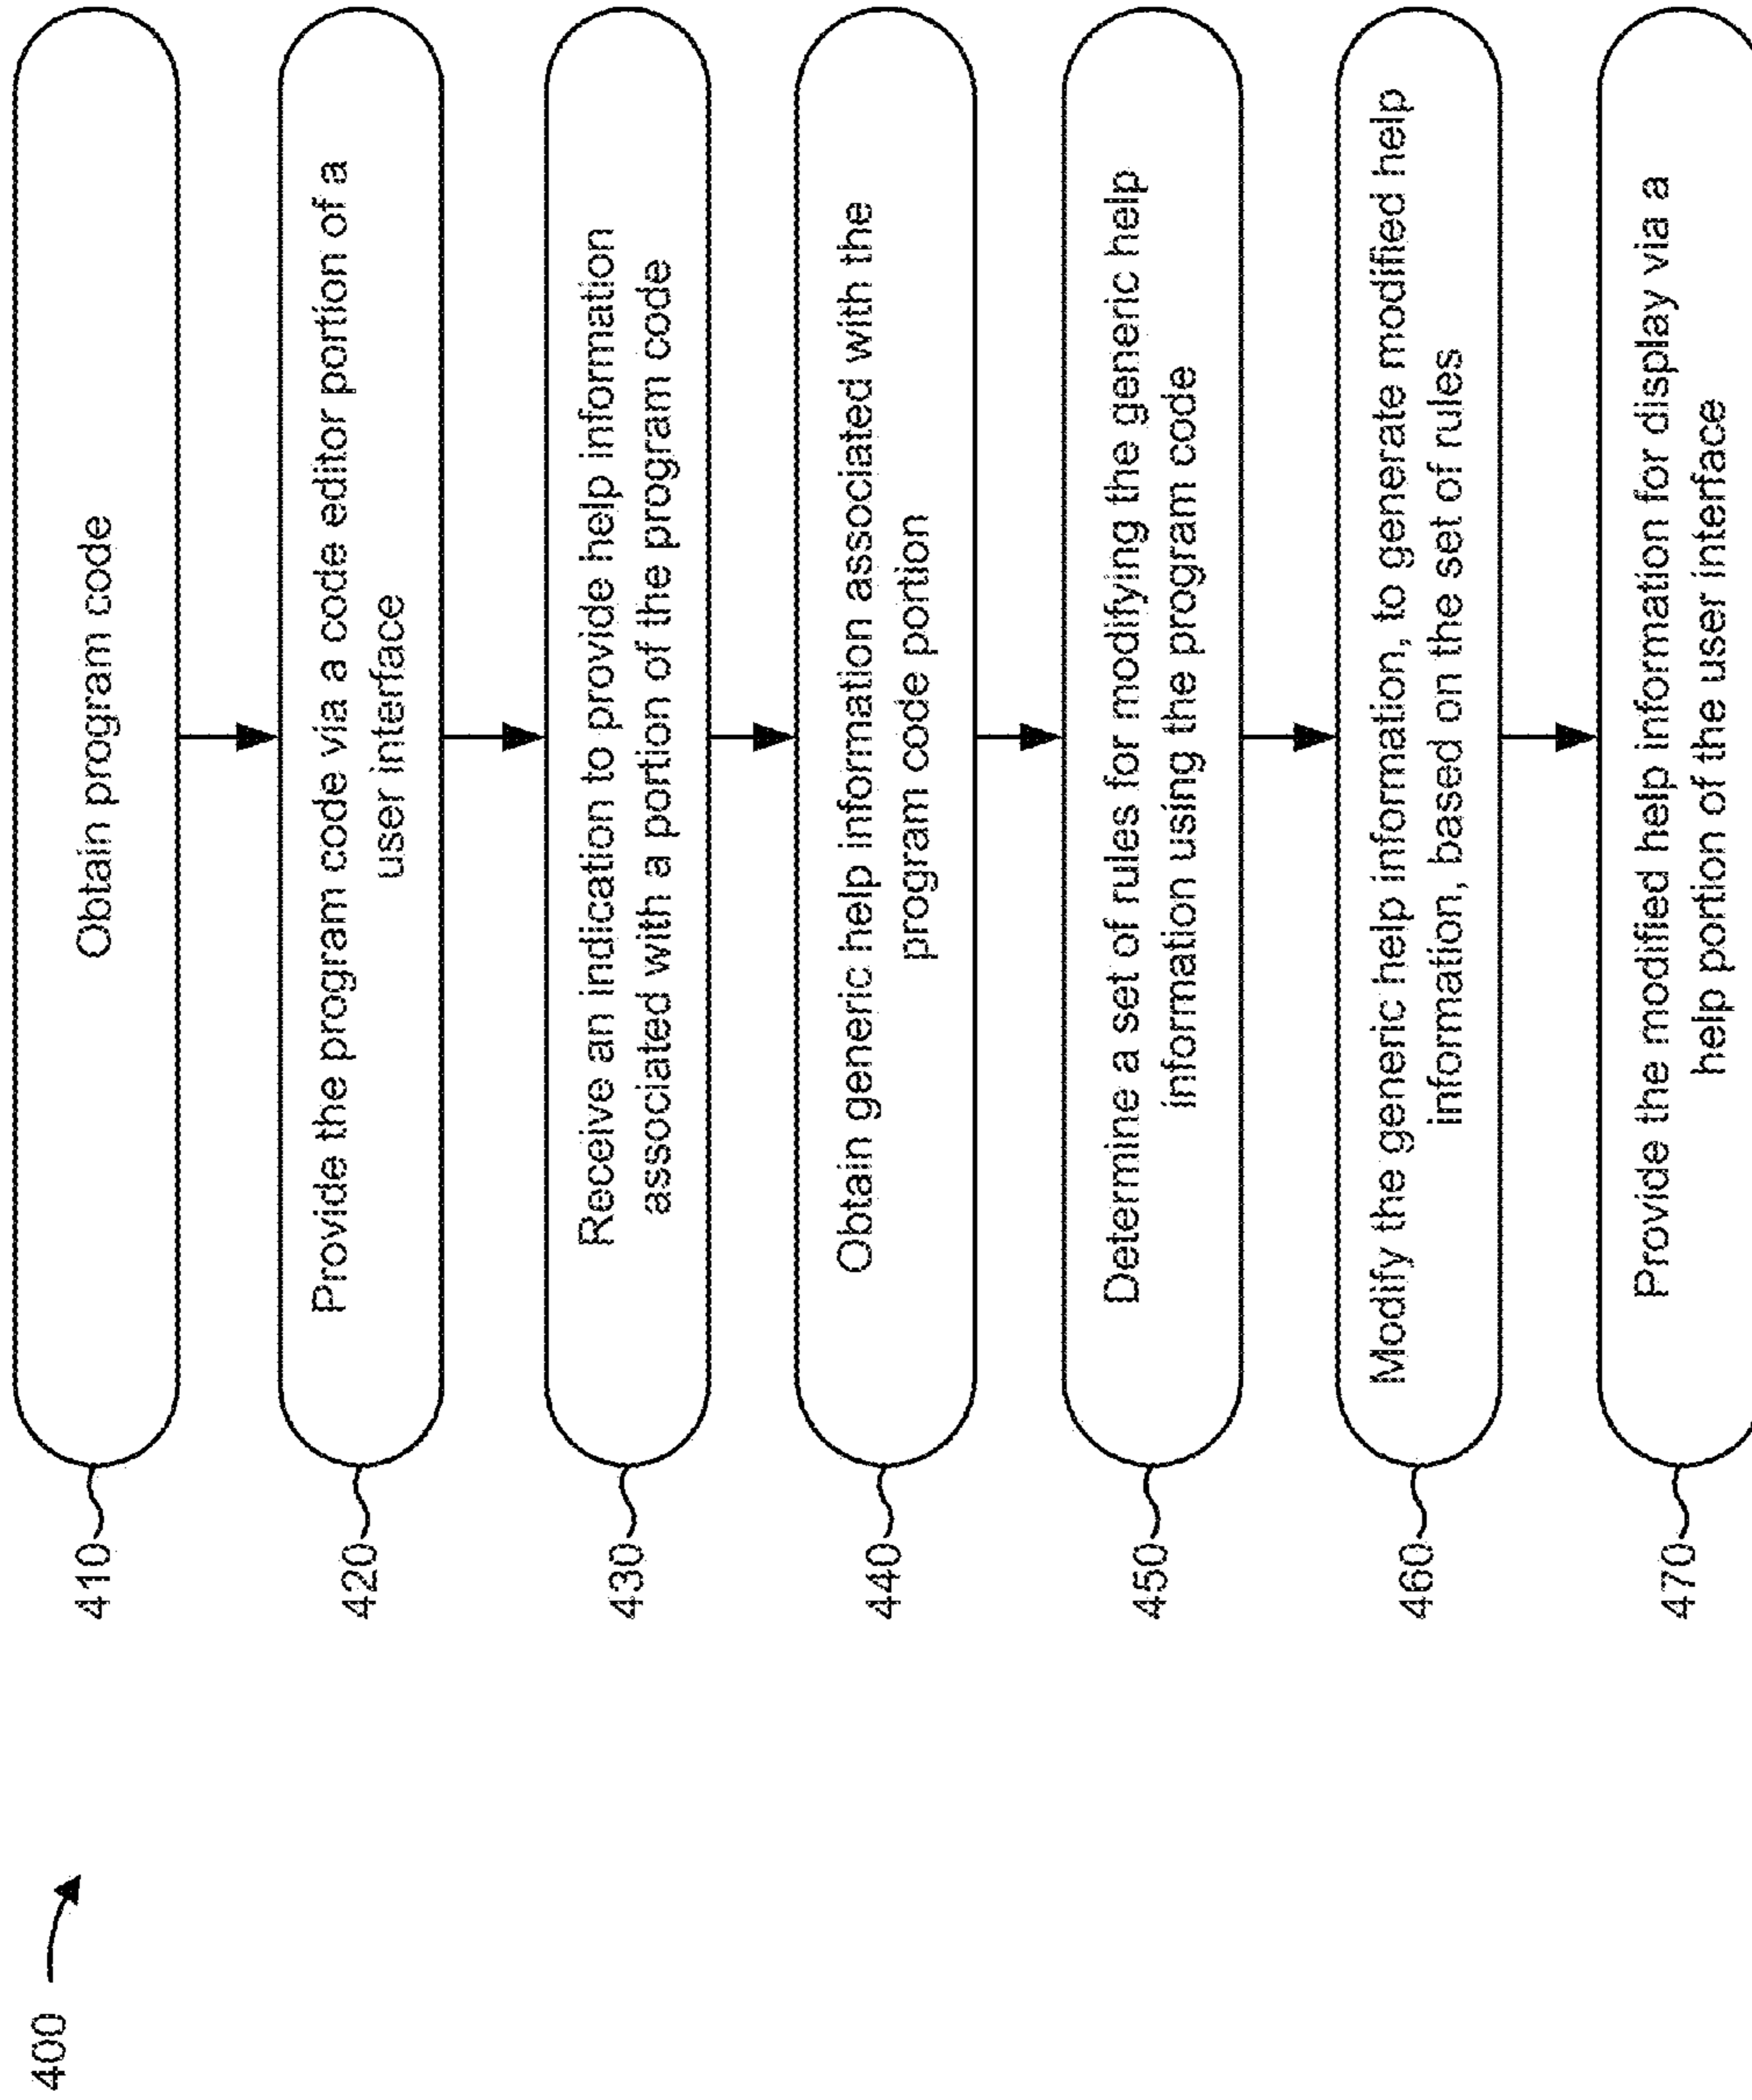 400
410
Obtain program code
420
Provide the program code via a code editor portion of a
user interface
430
Receive an indication to provide help information
associated with a portion of the program code
440
Obtain generic help information associated with the
program code portion
450
Determine a set of rules for modifying the generic help
information using the program code
460
Modify the generic help information, to generate modified help
information, based on the set of rules
470
Provide the modified help information for display via a
help portion of the user interface